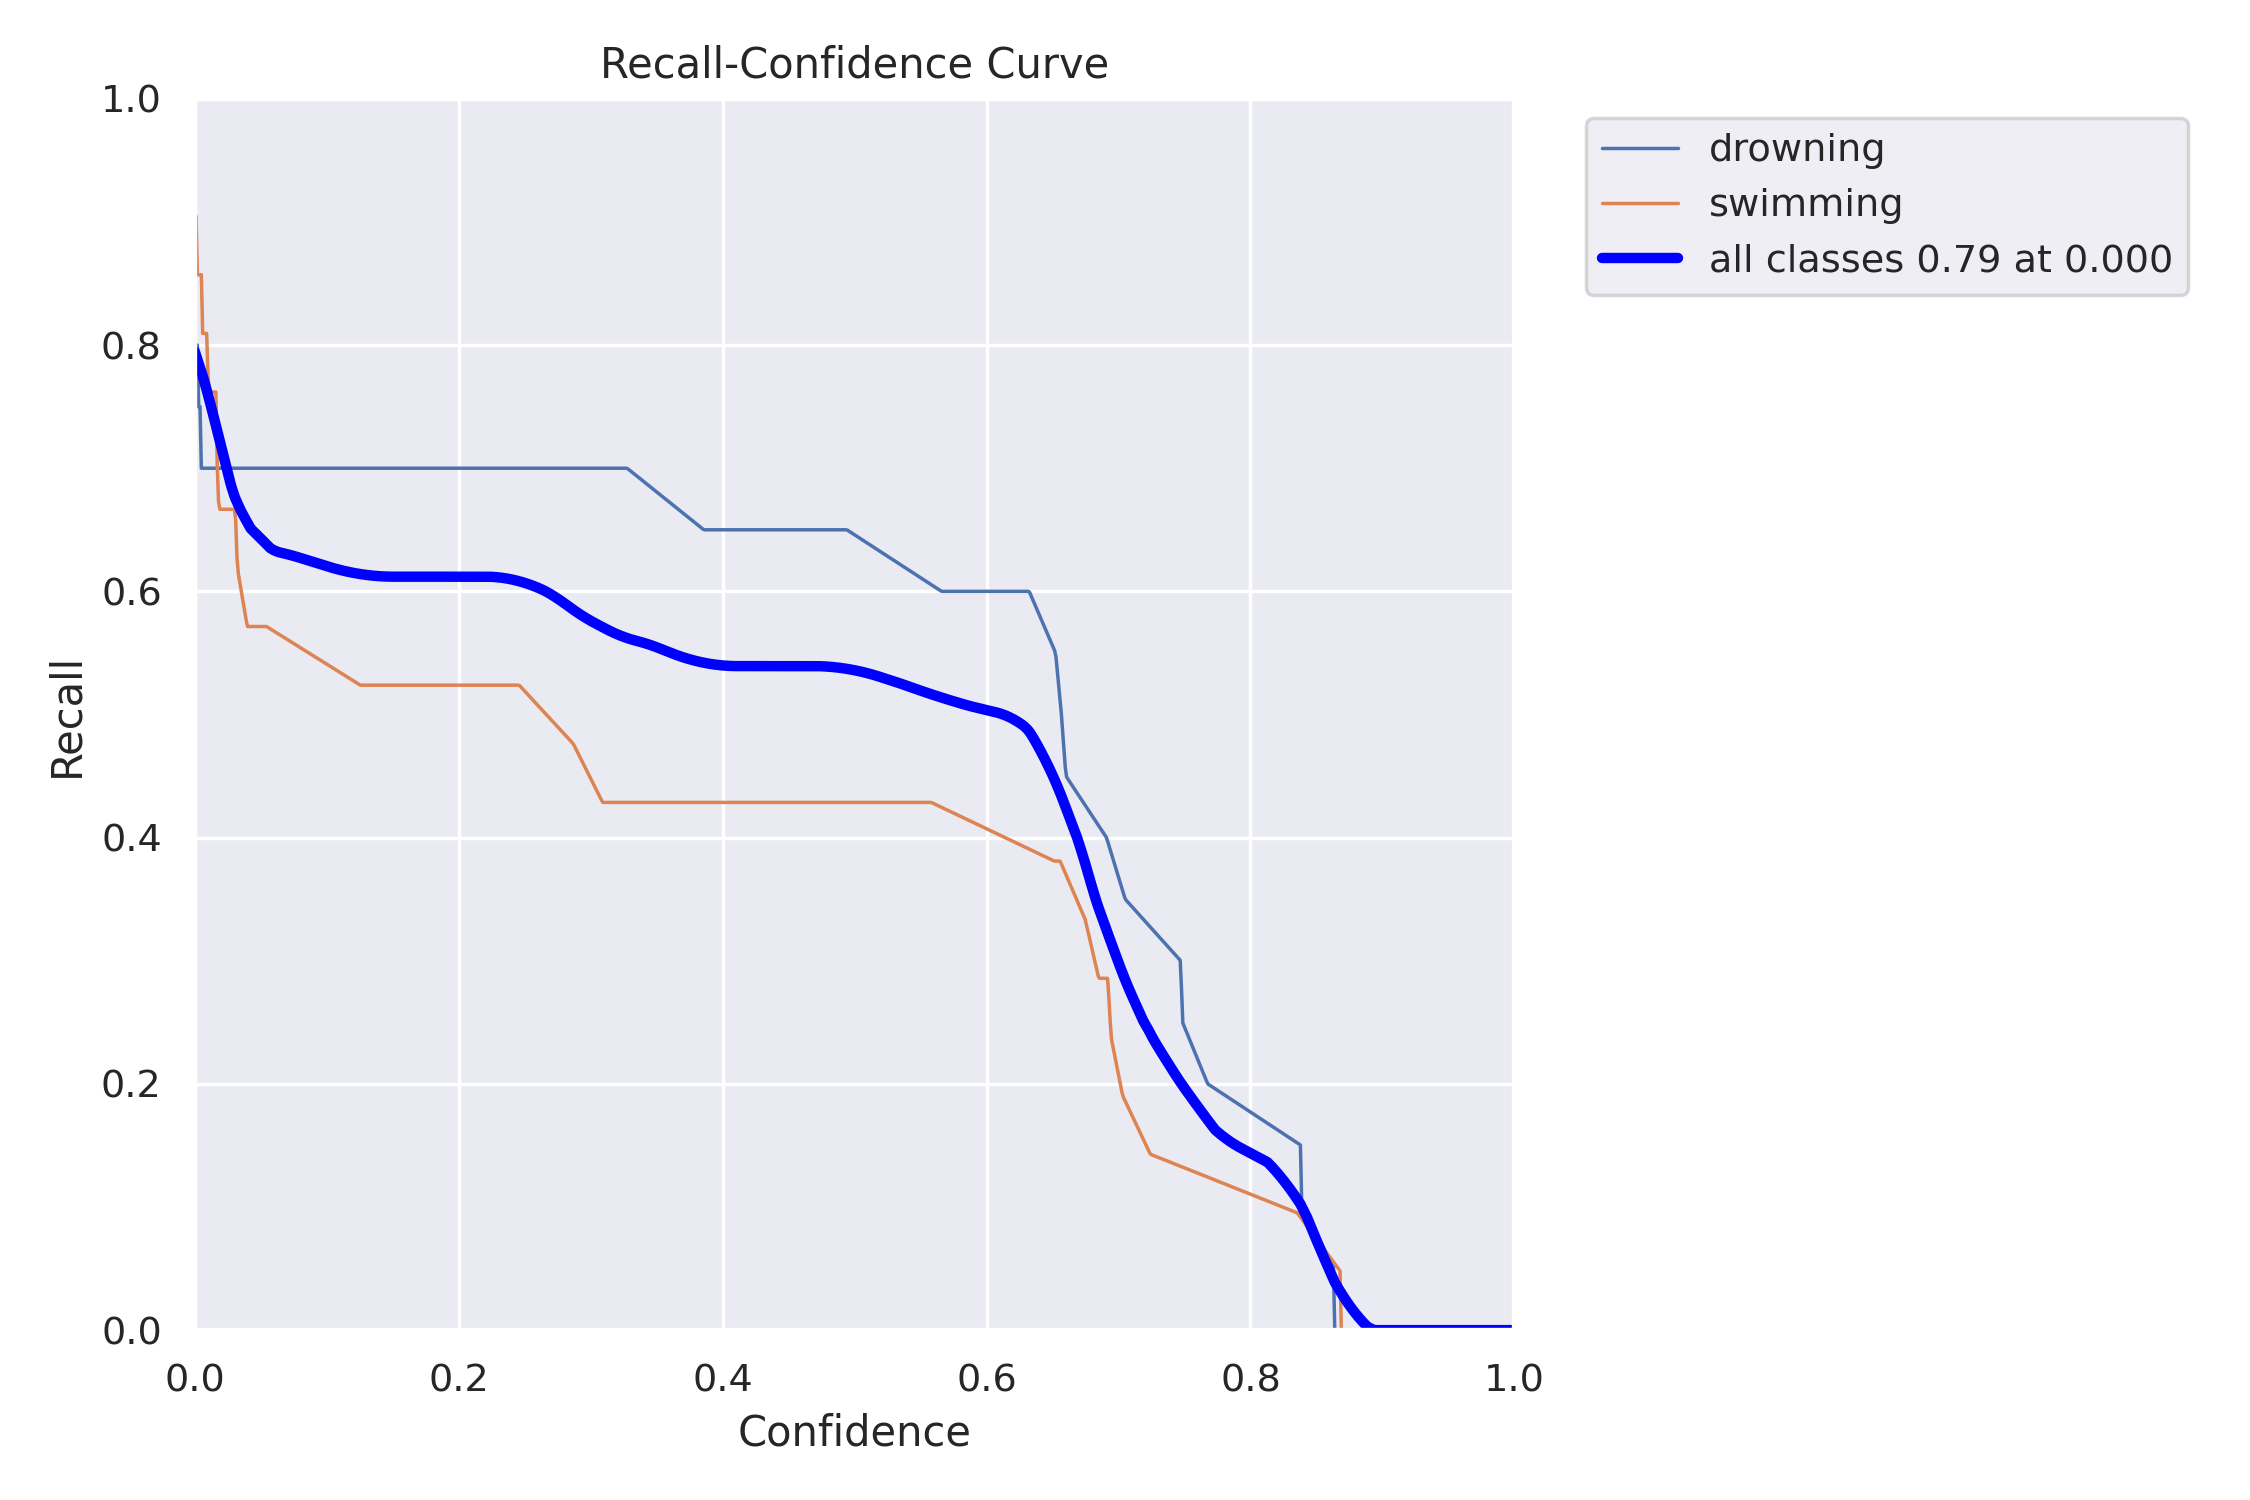 Recall-Confidence Curve
1.0
0.8
0.6
0.4
0.2
0.0
Recall
0.0 0.2 0.4 0.6 0.8 1.0
Confidence
drowning
swimming
all classes 0.79 at 0.000